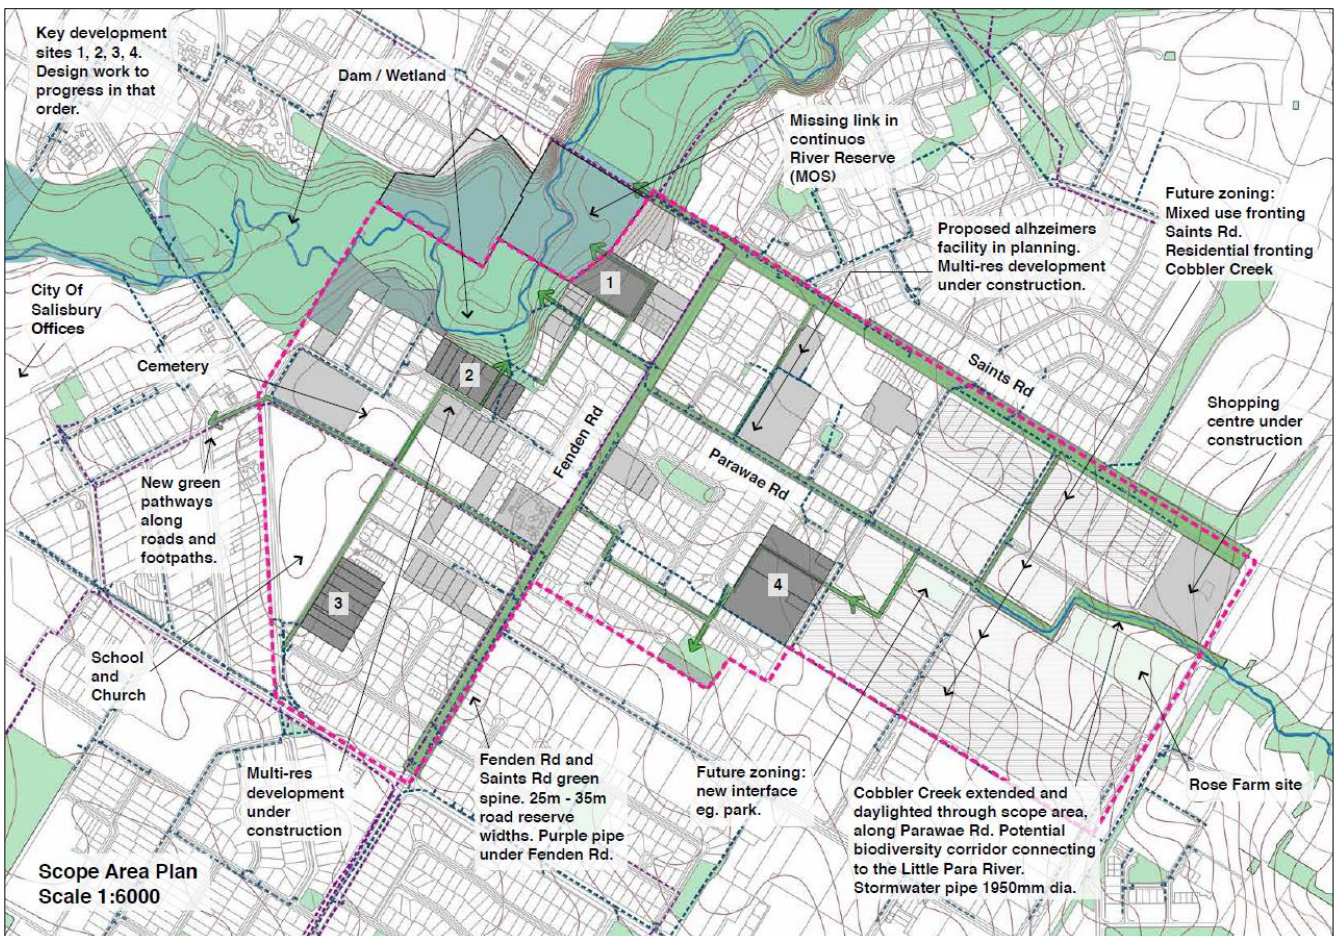 Key development
sites 1, 2, 3, 4.
Design work to
progress in that
order.
Dam / Wetland
Missing link in
continuos
River Reserve
(MOS)
Future zoning:
Mixed use fronting
Saints Rd.
Residential fronting
Cobbler Creek
Proposed alhzeimers
facility in planning.
Multi-res development
under construction.
City Of
Salisbury
Offices
1
Cemetery
2
Saints Rd
Shopping
centre under
construction
Fenden Rd
Parawae Rd
New green
pathways
along
roads and
footpaths.
4
3
School
and
Church
Multi-res
development
under
construction
Fenden Rd and
Saints Rd green
spine. 25m - 35m
road reserve
widths. Purple pipe
under Fenden Rd.
Future zoning:
new interface
eg. park.
Cobbler Creek extended and
daylighted through scope area,
along Parawae Rd. Potential
biodiversity corridor connecting
to the Little Para River.
Stormwater pipe 1950mm dia.
Rose Farm site
Scope Area Plan
Scale 1:6000